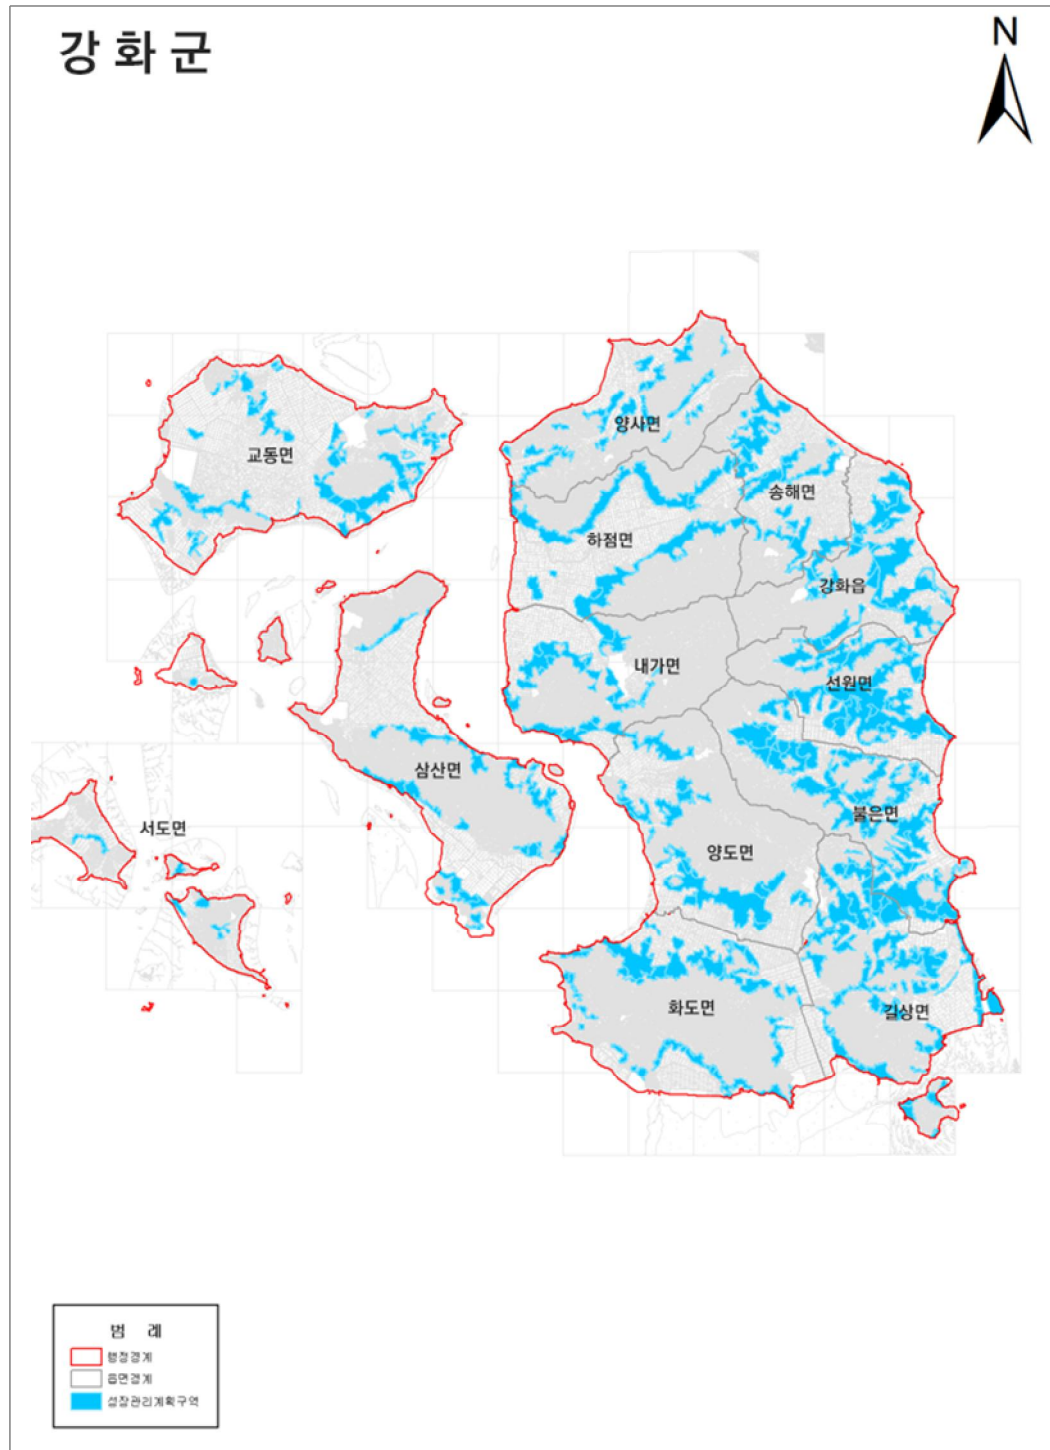 강화군
N
양사면
교동면
송해면
하점면
강화읍
내가면
선원면
삼산면
불은면
서도면
양도면
화도면
길상면
범 례
행정경계
읍면경계
성장관리계획구역